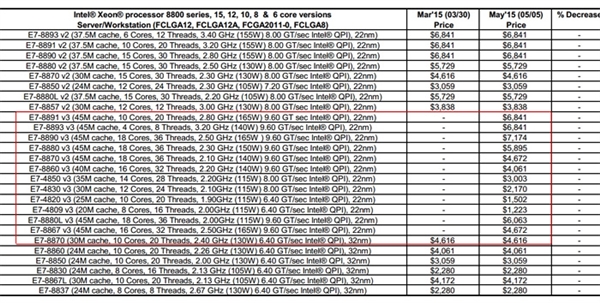 Intel® Xeon® processor 8800 series, 15, 12, 10, 8 & 6 core versions Mar'15 (03/30) May'15 (05/05) % Decrease
Server/Workstation (FCLGA12, FCLGA12A, FCGA2011-0, FCLGA8) Price Price
E7-8893 v2 (37.5M cache, 6 Cores, 12 Threads, 3.40 GHz (155W) 8.00 GT/sec Intel® QPI), 22nm) $6,841 $6,841 -
E7-8891 v2 (37.5M cache, 10 Cores, 20 Threads, 3.20 GHz (155W) 8.00 GT/sec Intel® QPI), 22nm) $6,841 $6,841 -
E7-8890 v2 (37.5M cache, 15 Cores, 30 Threads, 2.80 GHz (155W) 8.00 GT/sec Intel® QPI), 22nm) $6,841 $6,841 -
E7-8880 v2 (37.5M cache, 15 Cores, 30 Threads, 2.50 GHz (130W) 8.00 GT/sec Intel® QPI), 22nm) $5,729 $5,729 -
E7-8870 v2 (30M cache, 15 Cores, 30 Threads, 2.30 GHz (130W) 8.00 GT/sec Intel® QPI), 22nm) $4,616 $4,616 -
E7-8850 v2 (24M cache, 12 Cores, 24 Threads, 2.30 GHz (105W) 7.20 GT/sec Intel® QPI), 22nm) $3,059 $3,059 -
E7-8880L v2 (37.5M cache, 15 Cores, 30 Threads, 2.20 GHz (105W) 8.00 GT/sec Intel® QPI), 22nm) $5,729 $5,729 -
E7-8857 v2 (30M cache, 12 Cores, 12 Threads, 3.00 GHz (130W) 8.00 GT/sec Intel® QPI), 22nm) $3,838 $3,838 -
E7-8891 v3 (45M cache, 10 Cores, 20 Threads, 2.80 GHz (165W) 9.60 GT/sec Intel® QPI), 22nm) - $6,841 -
E7-8893 v3 (45M cache, 4 Cores, 8 Threads, 3.20 GHz (140W) 9.60 GT/sec Intel® QPI), 22nm) - $6,841 -
E7-8890 v3 (45M cache, 18 Cores, 36 Threads, 2.50 GHz (165W) 9.60 GT/sec Intel® QPI), 22nm) - $7,174 -
E7-8880 v3 (45M cache, 18 Cores, 36 Threads, 2.30 GHz (150W) 9.60 GT/sec Intel® QPI), 22nm) - $5,895 -
E7-8870 v3 (45M cache, 18 Cores, 36 Threads, 2.10 GHz (140W) 9.60 GT/sec Intel® QPI), 22nm) - $4,672 -
E7-8860 v3 (40M cache, 16 Cores, 32 Threads, 2.20 GHz (140W) 9.60 GT/sec Intel® QPI), 22nm) - $4,061 -
E7-4850 v3 (35M cache, 14 Cores, 28 Threads, 2.20GHz (115W) 8.00 GT/sec Intel® QPI), 22nm) - $3,003 -
E7-4830 v3 (30M cache, 12 Cores, 24 Threads, 2.10GHz (115W) 8.00 GT/sec Intel® QPI), 22nm) - $2,170 -
E7-4820 v3 (25M cache, 10 Cores, 20 Threads, 1.90GHz (115W) 6.40 GT/sec Intel® QPI), 22nm) - $1,502 -
E7-4809 v3 (20M cache, 8 Cores, 16 Threads, 2.00GHz (115W) 6.40 GT/sec Intel® QPI), 22nm) - $1,223 -
E7-8880L v3 (45M cache, 18 Cores, 36 Threads, 2.00GHz (115W) 9.60 GT/sec Intel® QPI), 22nm) - $6,063 -
E7-8867 v3 (45M cache, 16 Cores, 32 Threads, 2.50GHz (165W) 9.60 GT/sec Intel® QPI), 22nm) - $4,672 -
E7-8870 (30M cache, 10 Cores, 20 Threads, 2.40 GHz (130W) 6.40 GT/sec Intel® QPI), 32nm) $4,616 $4,616 -
E7-8860 (24M cache, 10 Cores, 20 Threads, 2.26 GHz (130W) 6.40 GT/sec Intel® QPI), 32nm) $4,061 $4,061 -
E7-8850 (24M cache, 10 Cores, 20 Threads, 2.00 GHz (130W) 6.40 GT/sec Intel® QPI), 32nm) $3,059 $3,059 -
E7-8830 (24M cache, 8 Cores, 16 Threads, 2.13 GHz (105W) 6.40 GT/sec Intel® QPI), 32nm) $2,280 $2,280 -
E7-8867L (30M cache, 10 Cores, 20 Threads, 2.13 GHz (105W) 6.40 GT/sec Intel® QPI), 32nm) $4,172 $4,172 -
E7-8837 (24M cache, 8 Cores, 8 Threads, 2.67 GHz (130W) 6.40 GT/sec Intel® QPI), 32nm) $2,280 $2,280 -